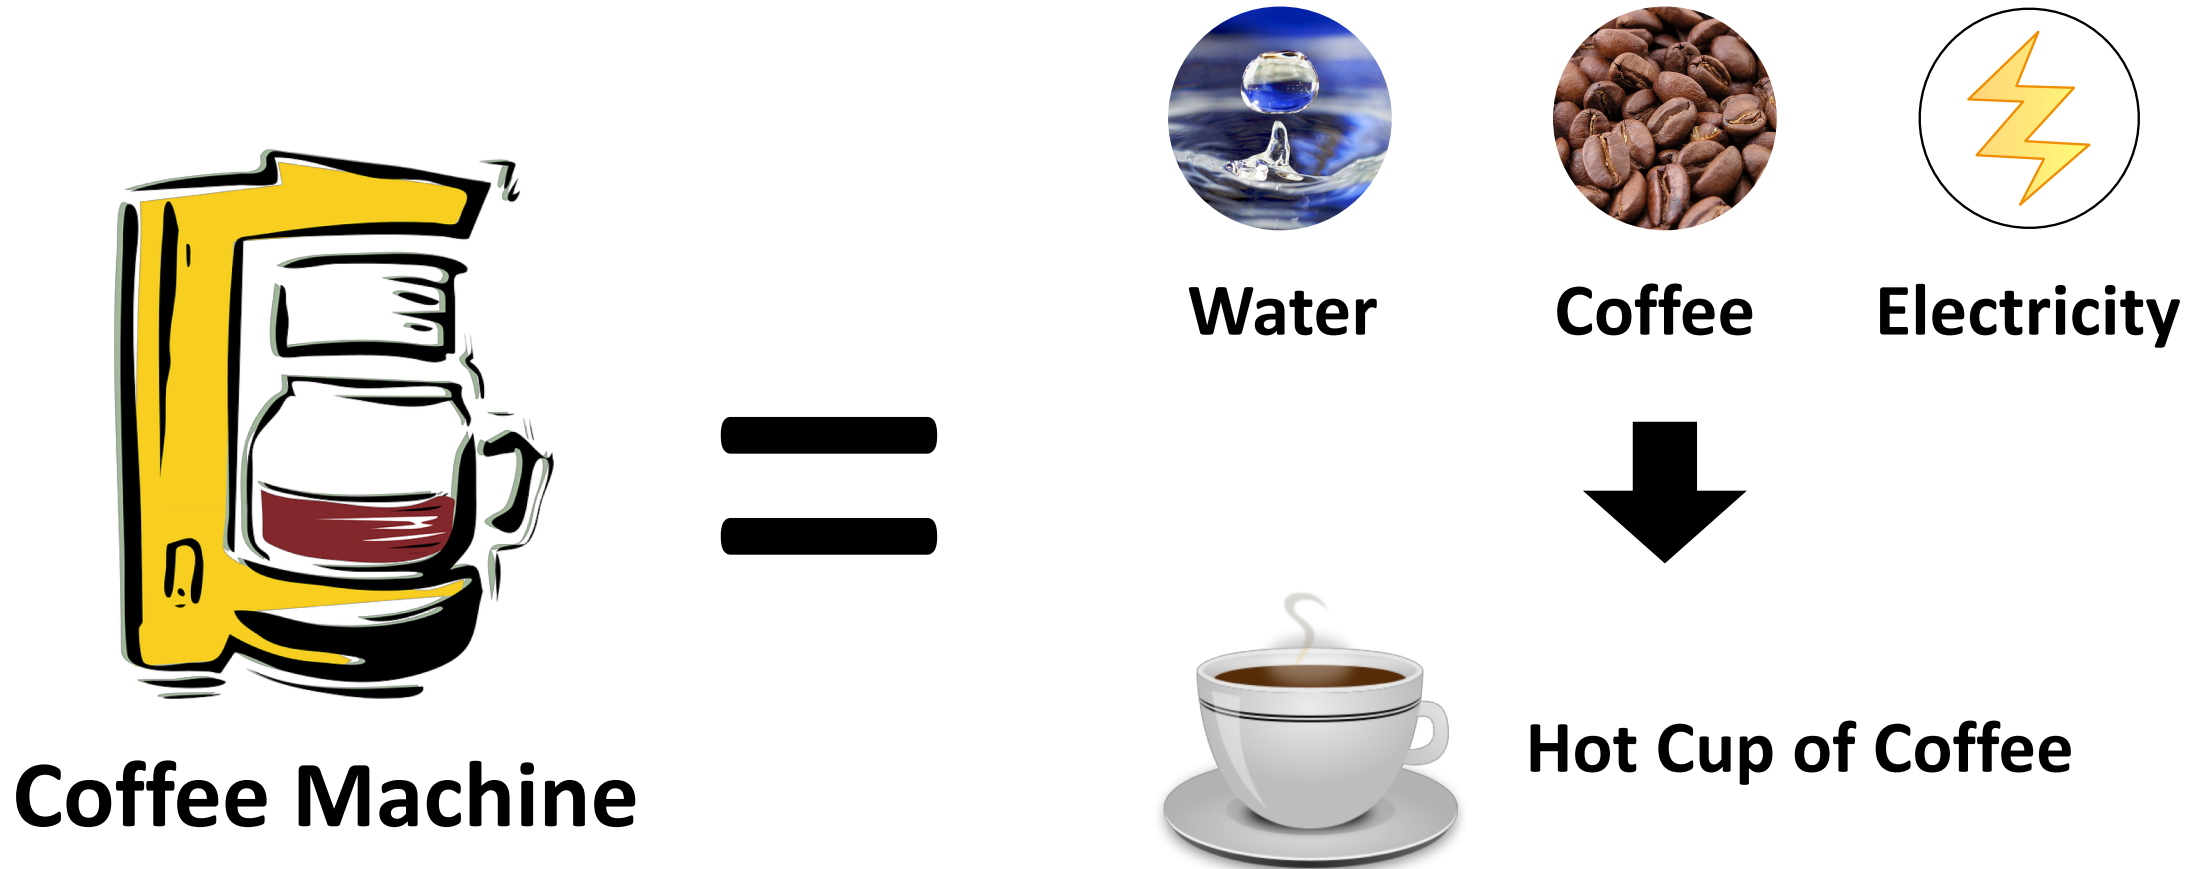 Water
Coffee
Electricity
Coffee Machine
Hot Cup of Coffee